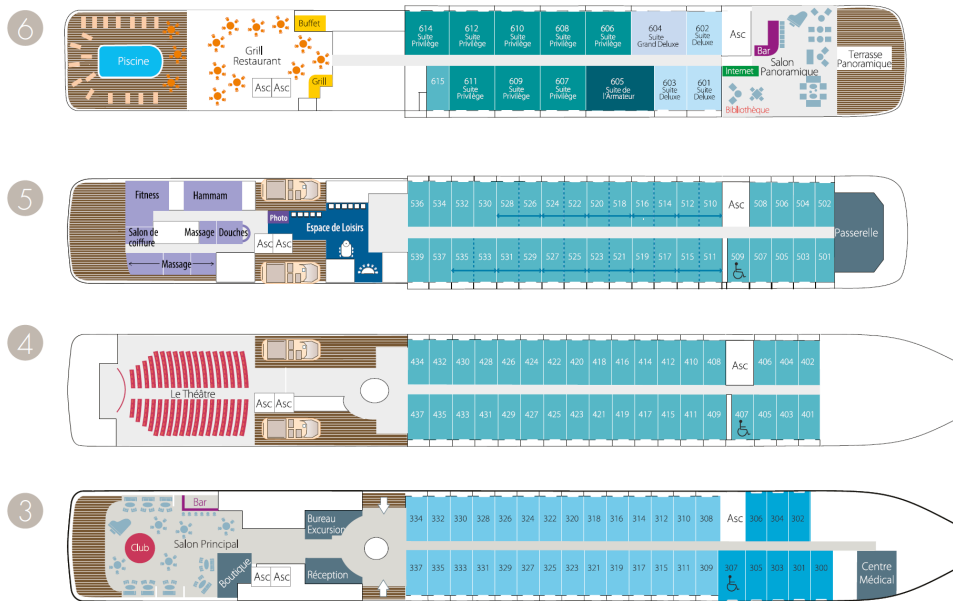 6
Piscine
Grill
Restaurant
Buffet
Grill
Asc Asc
614
Suite
Privilège
612
Suite
Privilège
610
Suite
Privilège
608
Suite
Privilège
606
Suite
Privilège
604
Suite
Grand Deluxe
602
Suite
Deluxe
Asc
Bar
Salon
Panoramique
Terrasse
Panoramique
Internet
Bibliothèque
615
611
Suite
Privilège
609
Suite
Privilège
607
Suite
Privilège
605
Suite de
l'Armateur
603
Suite
Deluxe
601
Suite
Deluxe
5
Fitness
Hammam
Salon de
coiffure
Massage
Douches
Massage
Photo
Asc Asc
Espace de Loisirs
536 534 532 530 528 526 524 522 520 518 516 514 512 510 Asc 508 506 504 502
539 537 535 533 531 529 527 525 523 521 519 517 515 511 509 507 505 503 501
Passerelle
4
Le Théâtre
Asc Asc
434 432 430 428 426 424 422 420 418 416 414 412 410 408 Asc 406 404 402
437 435 433 431 429 427 425 423 421 419 417 415 411 409 407 405 403 401
3
Bar
Club
Salon Principal
Boutique
Asc Asc
Bureau
Excursion
Réception
334 332 330 328 326 324 322 320 318 316 314 312 310 308 Asc 306 304 302
337 335 333 331 329 327 325 323 321 319 317 315 311 309 307 305 303 301 300
Centre
Médical